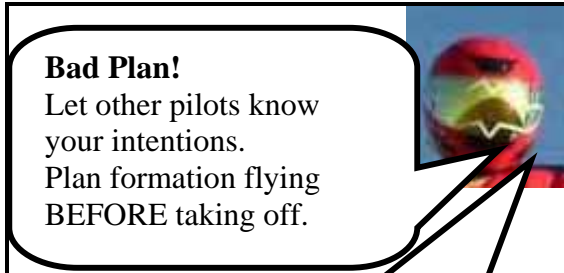 Bad Plan!
Let other pilots know
your intentions.
Plan formation flying
BEFORE taking off.